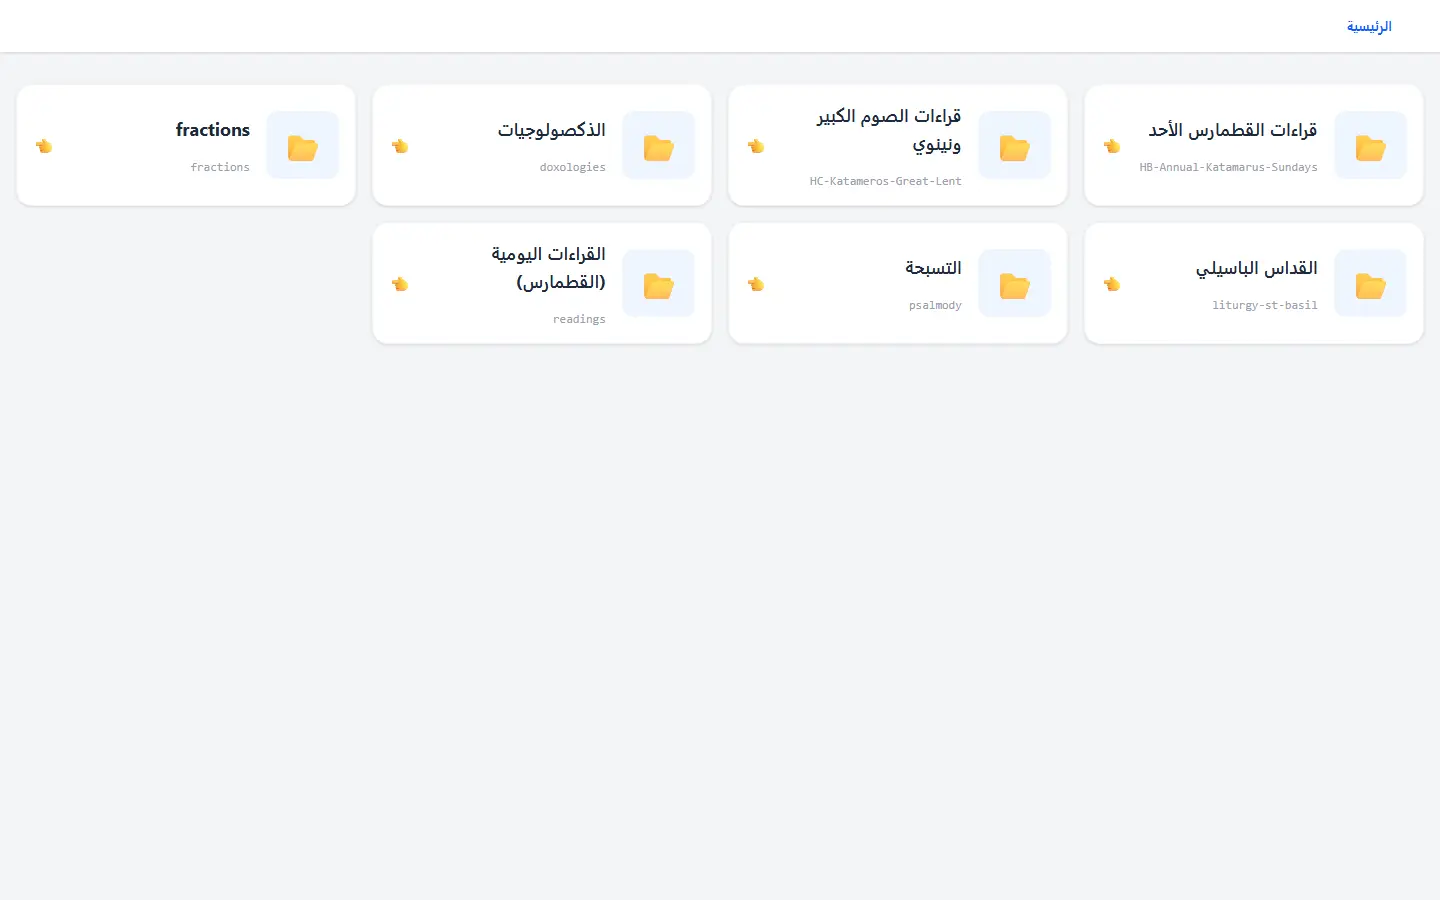 الرئيسية
قراءات القطمارس الأحد
HB-Annual-Katamarus-Sundays
قراءات الصوم الكبير
ونينوي
HC-Katameros-Great-Lent
الذكصولوجيات
doxologies
fractions
fractions
القداس الباسيلي
liturgy-st-basil
التسبحة
psalmody
القراءات اليومية
(القطمارس)
readings